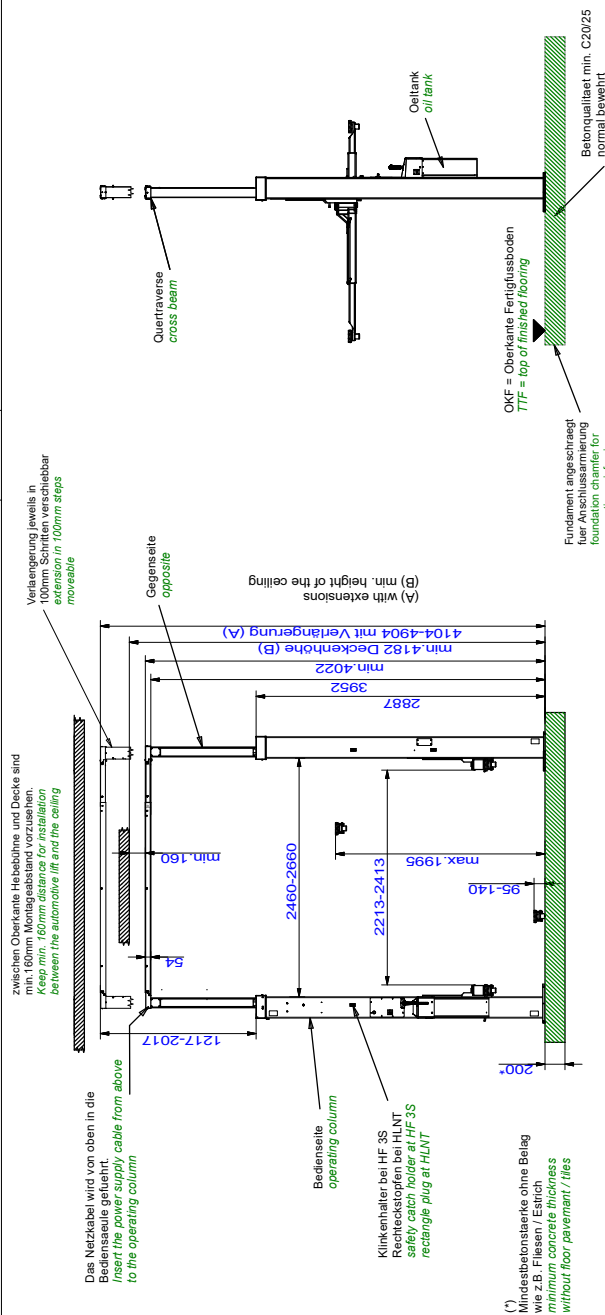 zwischen Oberkante Hebebühne und Decke sind
min.160mm Montageabstand vorzusehen.
Keep min. 160mm distance for installation
between the automotive lift and the ceiling
Verlaengerung jeweils in
100mm Schritten verschiebbar
extension in 100mm steps
moveable
Das Netzkabel wird von oben in die
Bediensaeule gefuehrt.
Insert the power supply cable from above
to the operating column
Gegenseite
opposite
Bedienseite
operating column
Klinkenhalter bei HF 3S
Rechteckstopfen bei HLNT
safety catch holder at HF 3S
rectangle plug at HLNT
(*)
Mindestbetonstaerke ohne Belag
wie z.B. Fliesen / Estrich
minimum concrete thickness
without floor pavemant / tiles
1217-2017
54
min.160
2460-2660
2213-2413
max.1995
95-140
200*
2887
3952
min.4022
min.4182 Deckenhöhe (B)
4104-4904 mit Verlängerung (A)
(A) with extensions
(B) min. height of the ceiling
Quertraverse
cross beam
Oeltank
oil tank
OKF = Oberkante Fertigfussboden
TTF = top of finished flooring
Fundament angeschraegt
fuer Anschlussarmierung
foundation chamfer for
Betonqualitaet min. C20/25
normal bewehrt